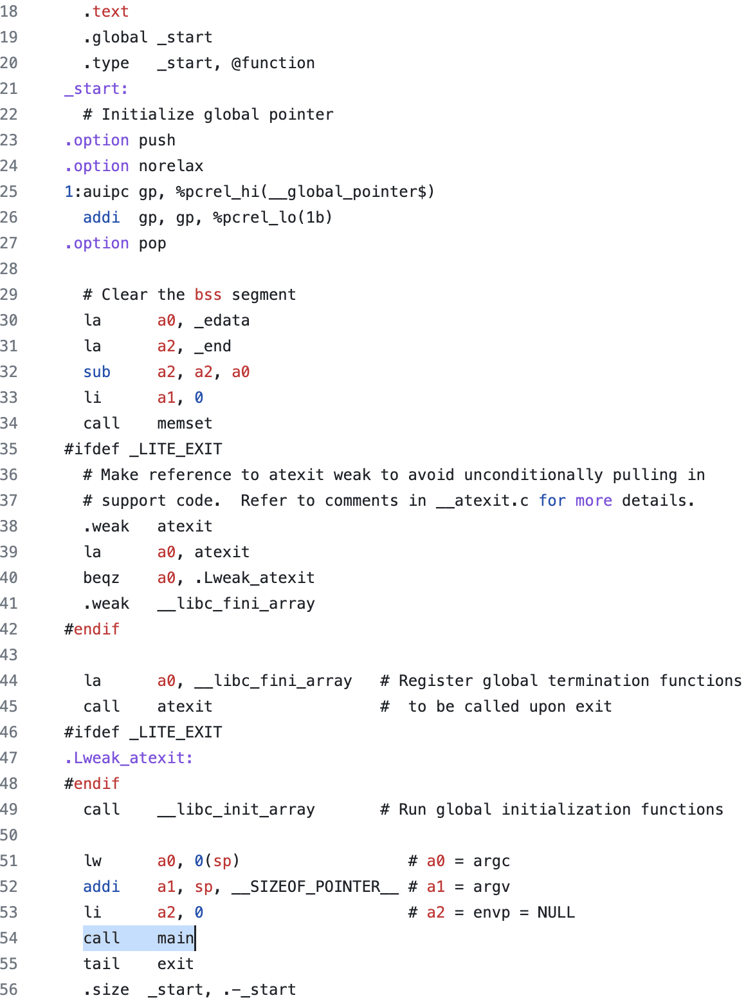 18 .text
19 .global _start
20 .type _start, @function
21 _start:
22 # Initialize global pointer
23 .option push
24 .option norelax
25 1:auipc gp, %pcrel_hi(__global_pointer$)
26 addi gp, gp, %pcrel_lo(1b)
27 .option pop
28
29 # Clear the bss segment
30 la a0, _edata
31 la a2, _end
32 sub a2, a2, a0
33 li a1, 0
34 call memset
35 #ifdef _LITE_EXIT
36 # Make reference to atexit weak to avoid unconditionally pulling in
37 # support code.  Refer to comments in __atexit.c for more details.
38 .weak atexit
39 la a0, atexit
40 beqz a0, .Lweak_atexit
41 .weak __libc_fini_array
42 #endif
43
44 la a0, __libc_fini_array # Register global termination functions
45 call atexit #  to be called upon exit
46 #ifdef _LITE_EXIT
47 .Lweak_atexit:
48 #endif
49 call __libc_init_array # Run global initialization functions
50
51 lw a0, 0(sp) # a0 = argc
52 addi a1, sp, __SIZEOF_POINTER__ # a1 = argv
53 li a2, 0 # a2 = envp = NULL
54 call main
55 tail exit
56 .size _start, .-_start